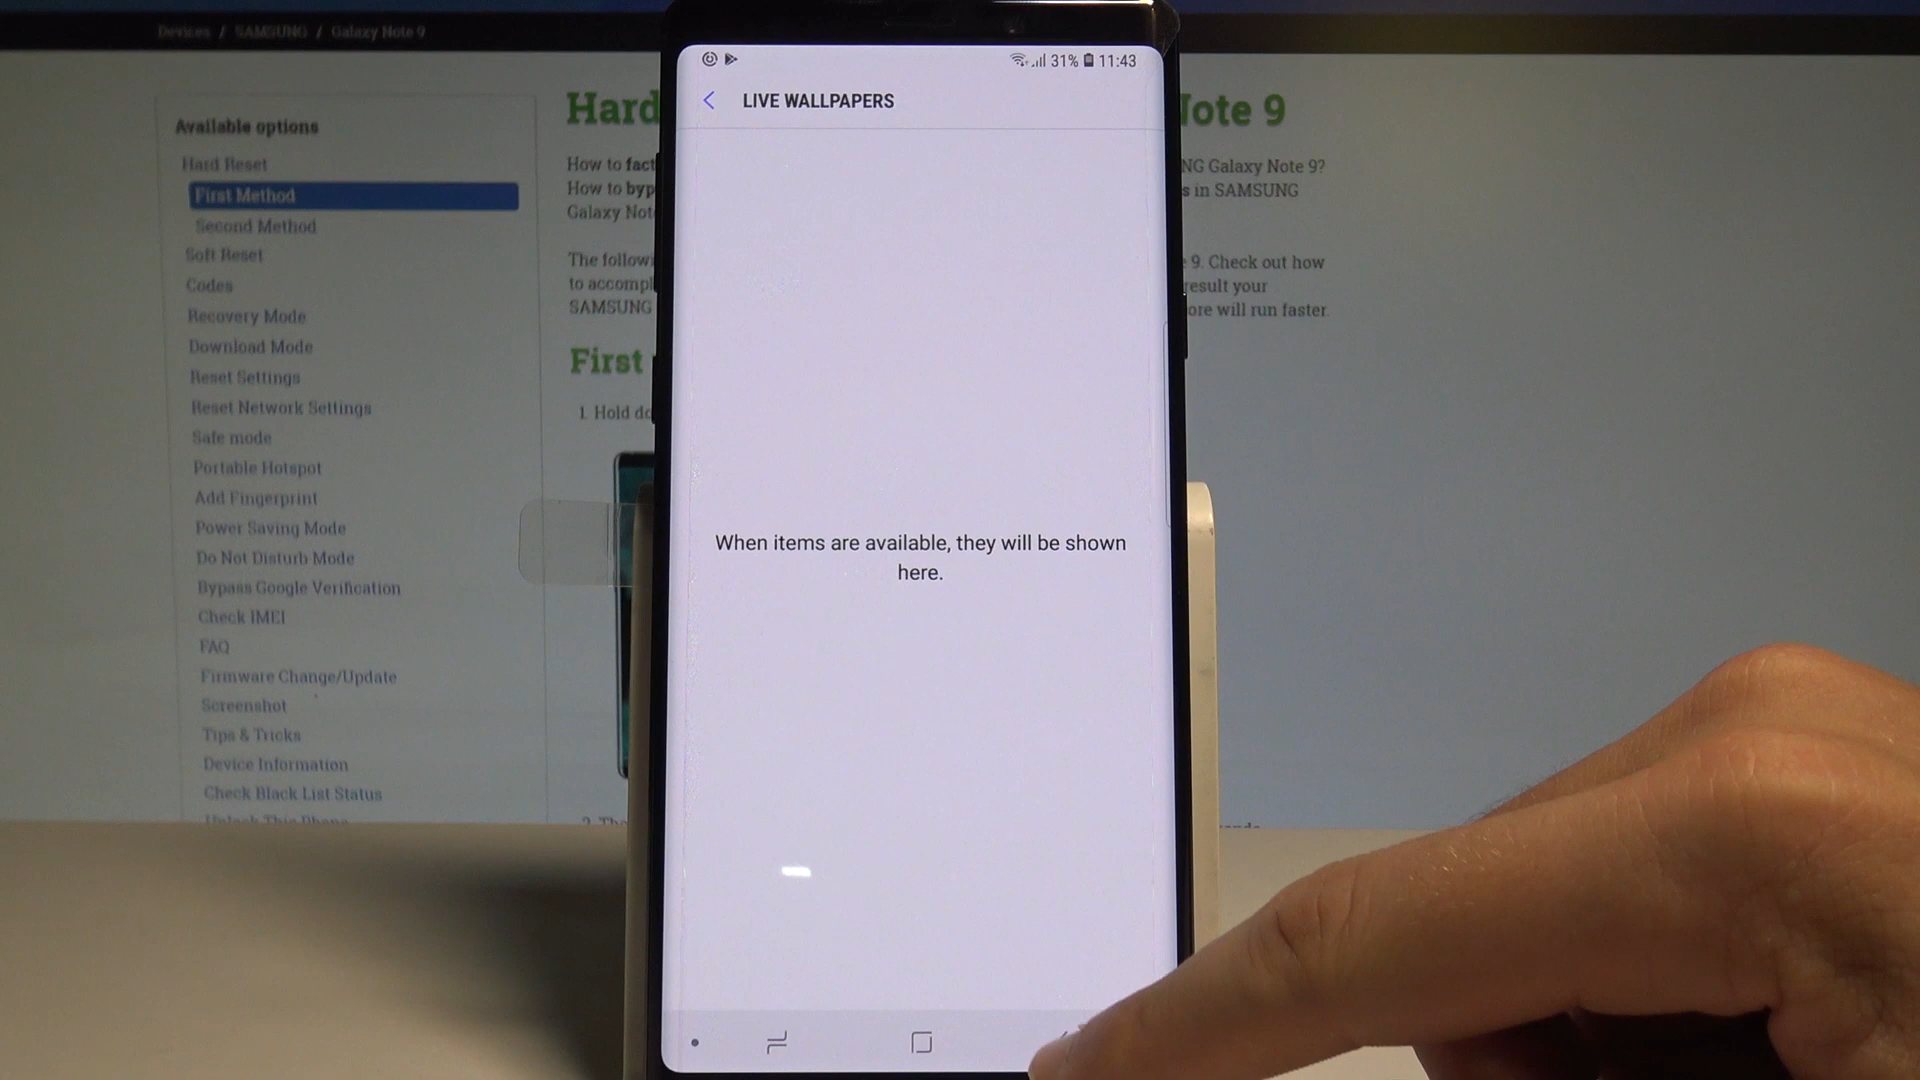 Devices / SAMSUNG / Galaxy Note 9
Available options
Hard Reset
First Method
Second Method
Soft Reset
Codes
Recovery Mode
Download Mode
Reset Settings
Reset Network Settings
Safe mode
Portable Hotspot
Add Fingerprint
Power Saving Mode
Do Not Disturb Mode
Bypass Google Verification
Check IMEI
FAQ
Firmware Change/Update
Screenshot
Tips & Tricks
Device Information
Check Black List Status
Unlock This Phone
Hard
How to fact
How to byp
Galaxy Not
The follow
to accompl
SAMSUNG
First
1. Hold do
31% 11:43
LIVE WALLPAPERS
When items are available, they will be shown
here.
Note 9
NG Galaxy Note 9?
s in SAMSUNG
9. Check out how
result your
ore will run faster.